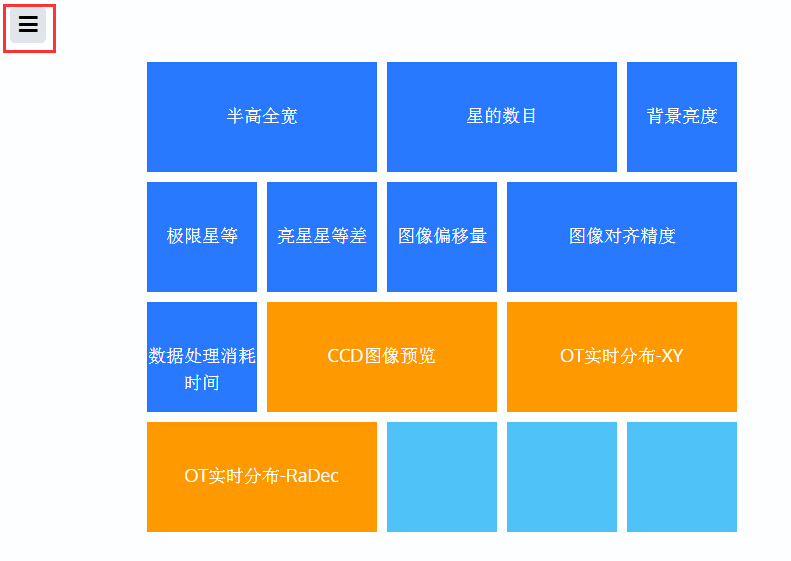 半高全宽
星的数目
背景亮度
极限星等
亮星星等差
图像偏移量
图像对齐精度
数据处理消耗
时间
CCD图像预览
OT实时分布-XY
OT实时分布-RaDec